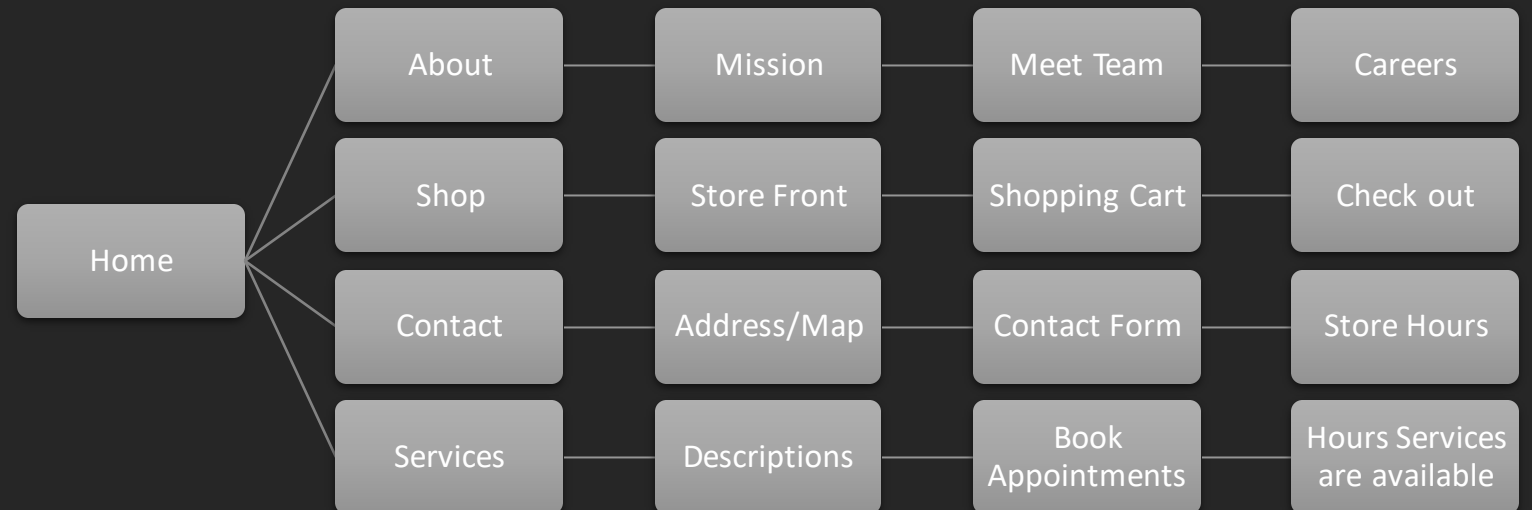 Home
About
Mission
Meet Team
Careers
Shop
Store Front
Shopping Cart
Check out
Contact
Address/Map
Contact Form
Store Hours
Services
Descriptions
Book
Appointments
Hours Services
are available